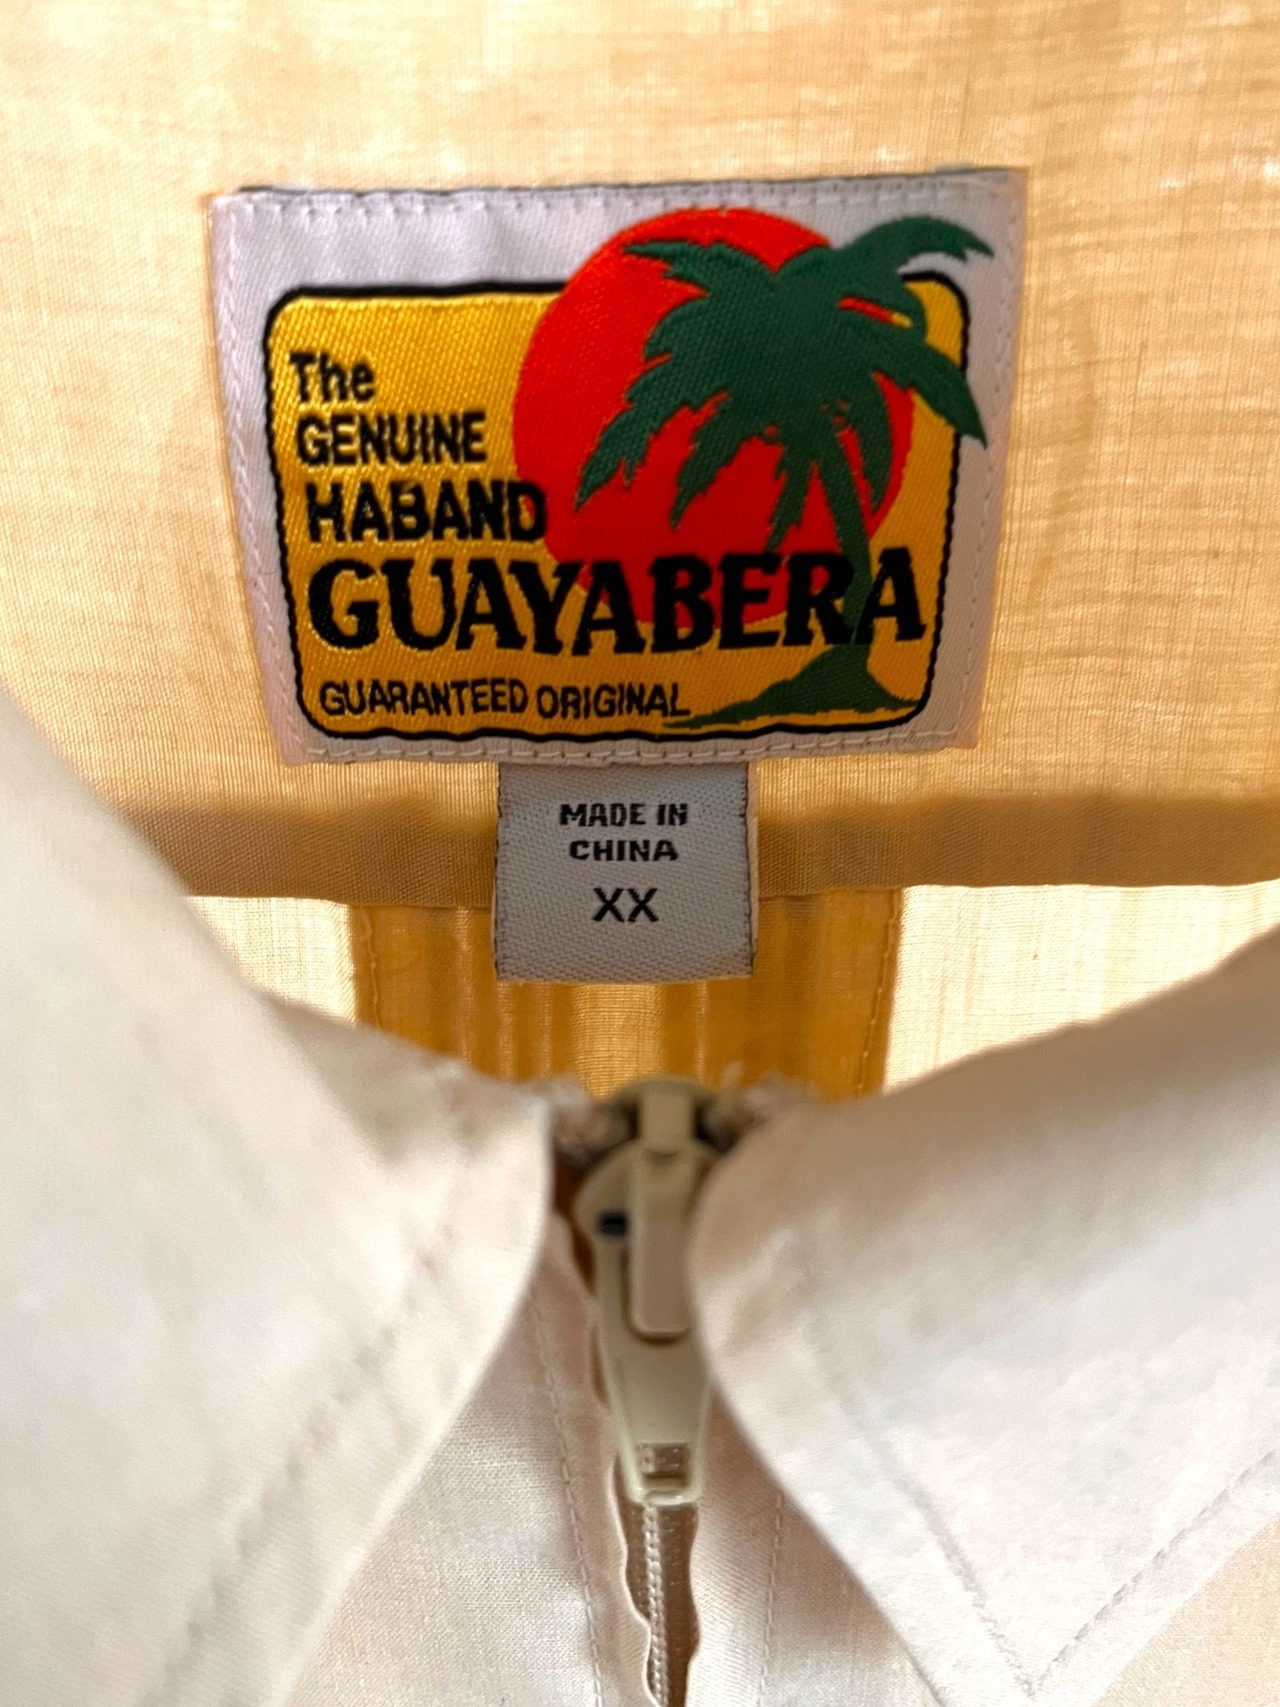 The
GENUINE
HABAND
GUAYABERA
GUARANTEED ORIGINAL
MADE IN
CHINA
XX